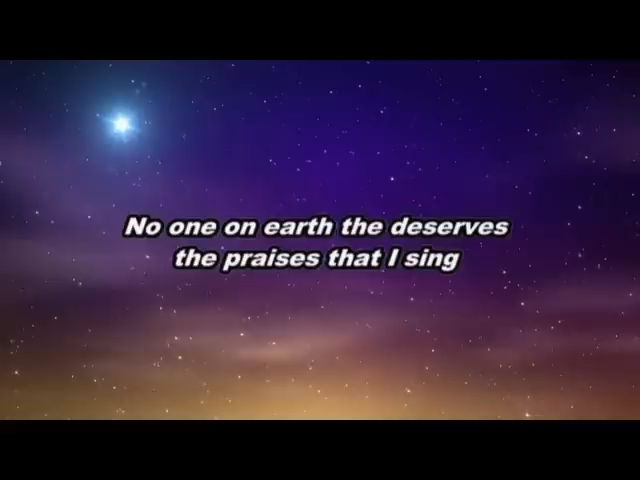 No one on earth the deserves
the praises that I sing